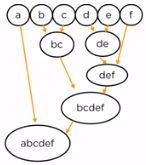 a b c d e f
bc de
def
bcdef
abcdef